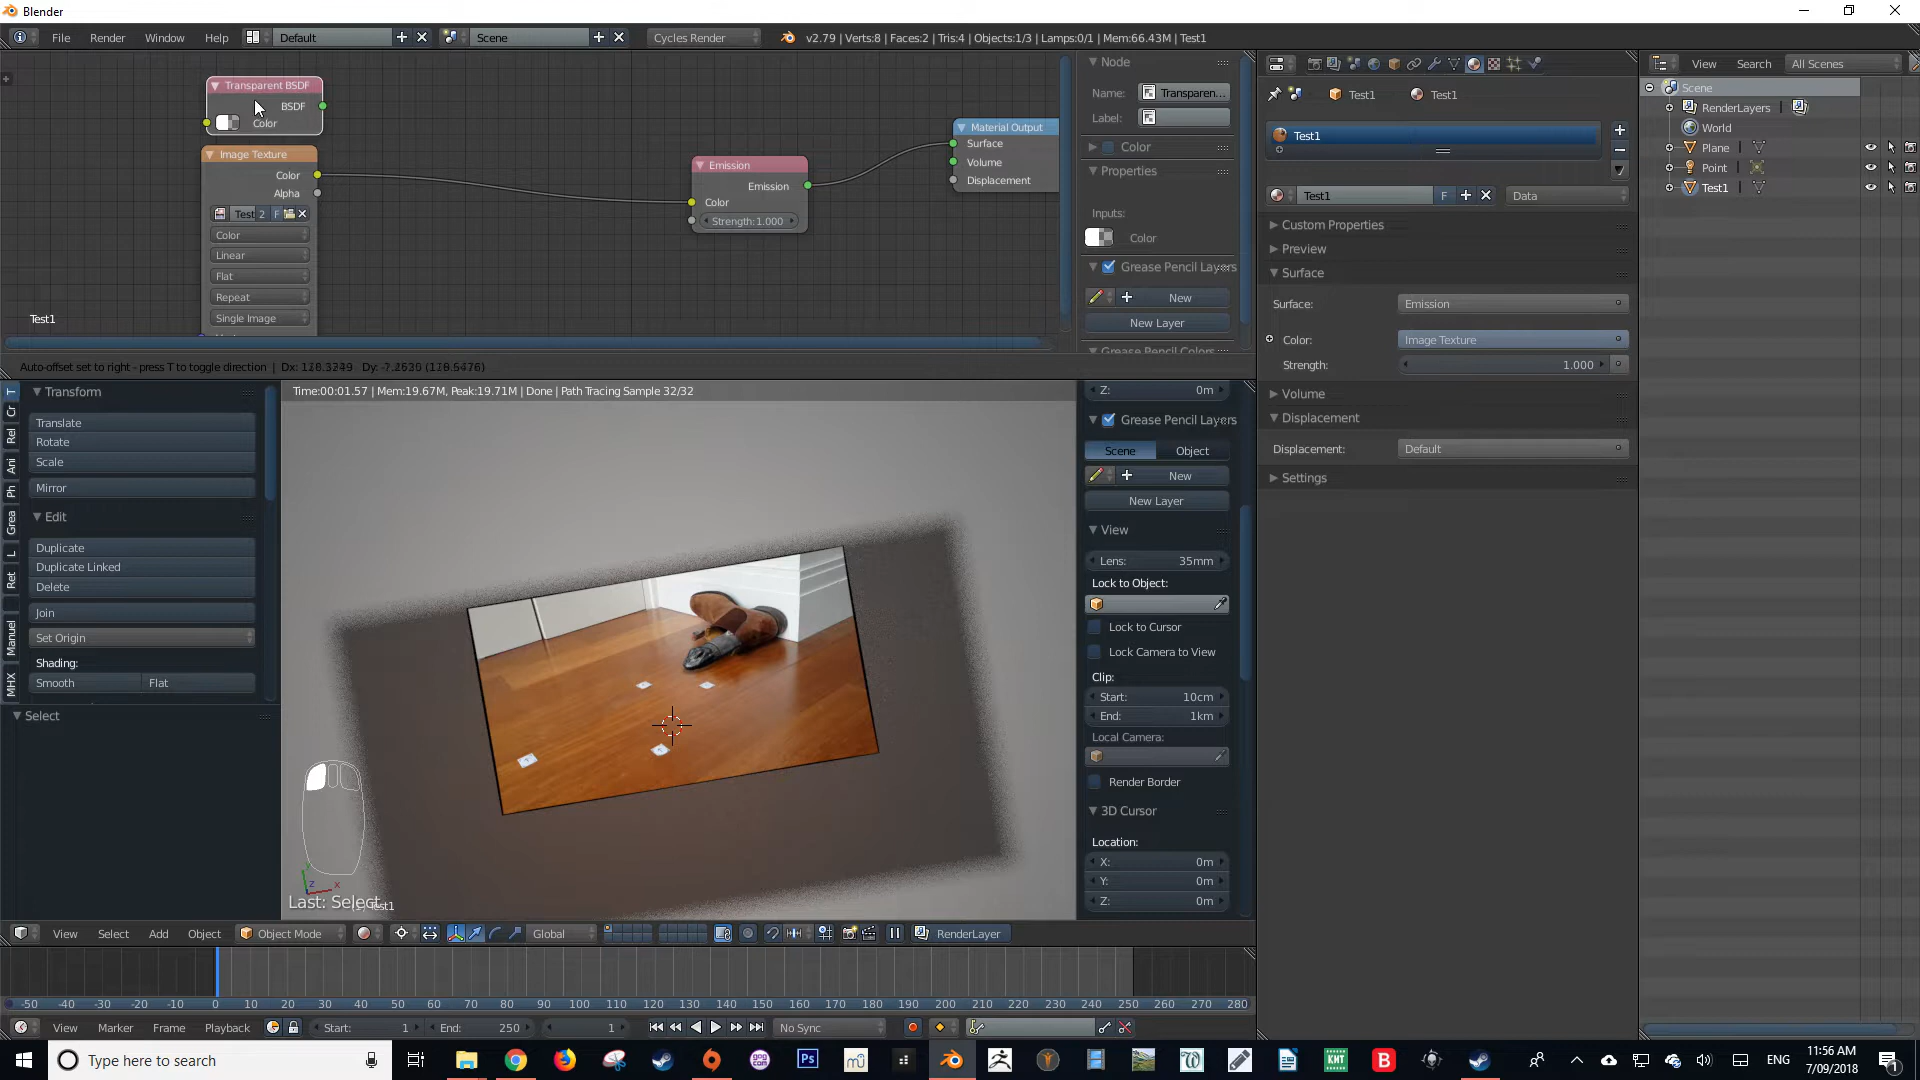 Blender
File Render Window Help Default Scene Cycles Render v2.79 | Verts:8 | Faces:2 | Tris:4 | Objects:1/3 | Lamps:0/1 | Mem:66.43M | Test1
Transparent BSDF
BSDF
Color
Image Texture
Color
Alpha
Test 2 F
Color
Linear
Flat
Repeat
Single Image
Emission
Emission
Color
Strength:1.000
Material Output
Surface
Volume
Displacement
Test1
Node
Name: Transparen...
Label:
Color
Properties
Inputs:
Color
Grease Pencil Layers
New
New Layer
Grease Pencil Colors
Test1 Test1
Test1
Test1 F Data
Custom Properties
Preview
Surface
Surface: Emission
Color: Image Texture
Strength: 1.000
Volume
Displacement
Displacement: Default
Settings
View Search All Scenes
Scene
RenderLayers
World
Plane
Point
Test1
Auto-offset set to right - press T to toggle direction
T
Cr
Rel
Ani
Ph
Grea
L
Ret
Manuel
MHX
Transform
Translate
Rotate
Scale
Mirror
Edit
Duplicate
Duplicate Linked
Delete
Join
Set Origin
Shading:
Smooth Flat
Select
Time:00:01.57 | Mem:19.67M, Peak:19.71M | Done | Path Tracing Sample 32/32
Last: Select
Z: 0m
Grease Pencil Layers
Scene Object
New
New Layer
View
Lens: 35mm
Lock to Object:
Lock to Cursor
Lock Camera to View
Clip:
Start: 10cm
End: 1km
Local Camera:
Render Border
3D Cursor
Location:
X: 0m
Y: 0m
Z: 0m
View Select Add Object Object Mode Global RenderLayer
-50 -40 -30 -20 -10 0 10 20 30 40 50 60 70 80 90 100 110 120 130 140 150 160 170 180 190 200 210 220 230 240 250 260 270 280
View Marker Frame Playback Start: 1 End: 250 1 No Sync
Type here to search
ENG
11:56 AM
7/09/2018